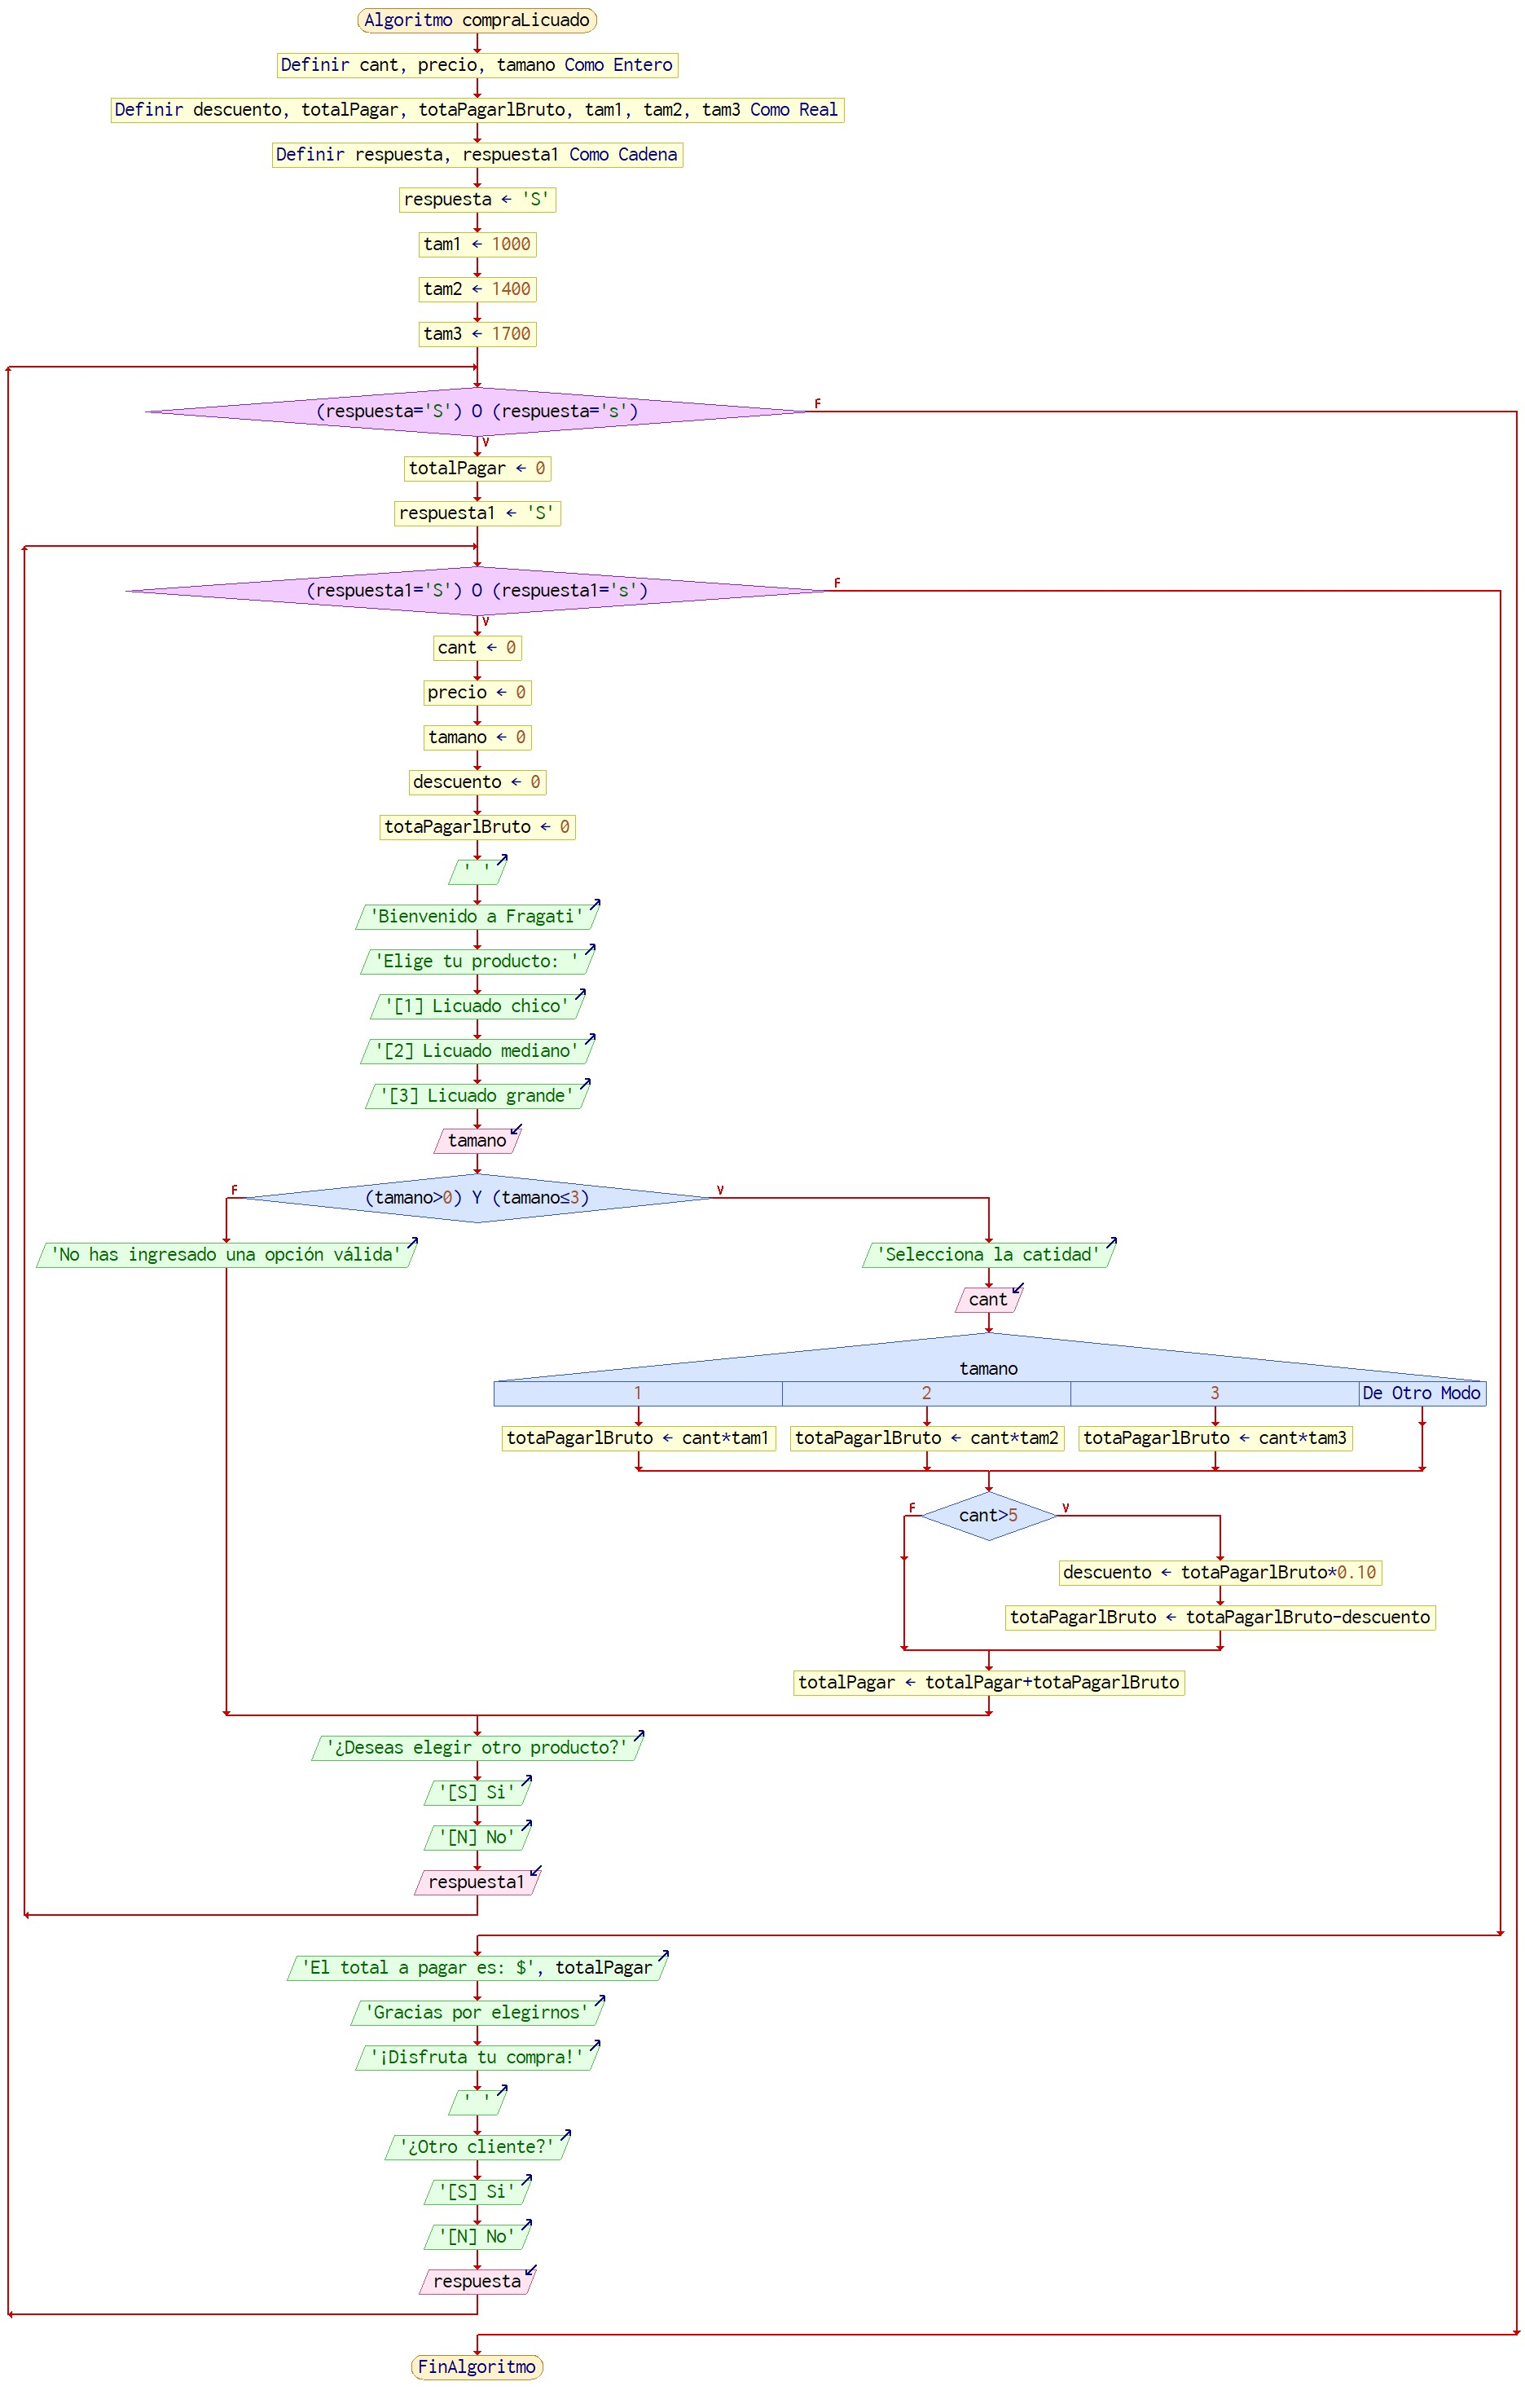 Algoritmo compraLicuado
Definir cant, precio, tamano Como Entero
Definir descuento, totalPagar, totaPagarlBruto, tam1, tam2, tam3 Como Real
Definir respuesta, respuesta1 Como Cadena
respuesta ← 'S'
tam1 ← 1000
tam2 ← 1400
tam3 ← 1700
(respuesta='S') O (respuesta='s')
F
V
totalPagar ← 0
respuesta1 ← 'S'
(respuesta1='S') O (respuesta1='s')
F
V
cant ← 0
precio ← 0
tamano ← 0
descuento ← 0
totaPagarlBruto ← 0
' '
'Bienvenido a Fragati'
'Elige tu producto: '
'[1] Licuado chico'
'[2] Licuado mediano'
'[3] Licuado grande'
tamano
F (tamano>0) Y (tamano≤3) V
'No has ingresado una opción válida'
'Selecciona la catidad'
cant
tamano
1 2 3 De Otro Modo
totaPagarlBruto ← cant*tam1
totaPagarlBruto ← cant*tam2
totaPagarlBruto ← cant*tam3
F cant>5 V
descuento ← totaPagarlBruto*0.10
totaPagarlBruto ← totaPagarlBruto-descuento
totalPagar ← totalPagar+totaPagarlBruto
'¿Deseas elegir otro producto?'
'[S] Si'
'[N] No'
respuesta1
'El total a pagar es: $', totalPagar
'Gracias por elegirnos'
'¡Disfruta tu compra!'
' '
'¿Otro cliente?'
'[S] Si'
'[N] No'
respuesta
FinAlgoritmo